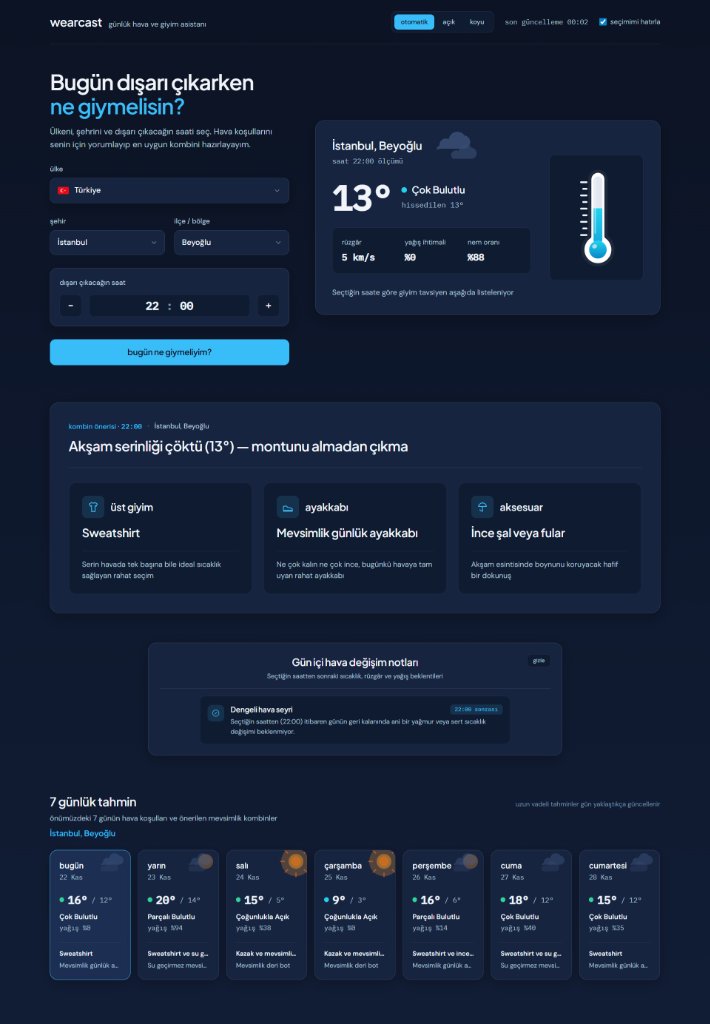 wearcast günlük hava ve giyim asistanı
otomatik açık koyu
son güncelleme 00:02
seçimimi hatırla
Bugün dışarı çıkarken
ne giymelisin?
Ülkeni, şehrini ve dışarı çıkacağın saati seç. Hava koşullarını
senin için yorumlayıp en uygun kombini hazırlayayım.
ülke
Türkiye
şehir
ilçe / bölge
İstanbul
Beyoğlu
dışarı çıkacağın saat
- 22 : 00 +
bugün ne giymeliyim?
İstanbul, Beyoğlu
saat 22:00 ölçümü
13° Çok Bulutlu
hissedilen 13°
rüzgâr
yağış ihtimali
nem oranı
5 km/s
%0
%88
Seçtiğin saate göre giyim tavsiyen aşağıda listeleniyor
kombin önerisi · 22:00 · İstanbul, Beyoğlu
Akşam serinliği çöktü (13°) — montunu almadan çıkma
üst giyim
Sweatshirt
Serin havada tek başına bile ideal sıcaklık
sağlayan rahat seçim
ayakkabı
Mevsimlik günlük ayakkabı
Ne çok kalın ne çok ince, bugünkü havaya tam
uyan rahat ayakkabı
aksesuar
İnce şal veya fular
Akşam esintisinde boynunu koruyacak hafif
bir dokunuş
Gün içi hava değişim notları
gizle
Seçtiğin saatten sonraki sıcaklık, rüzgâr ve yağış beklentileri
Dengeli hava seyri
22:00 sonrası
Seçtiğin saatten (22:00) itibaren günün geri kalanında ani bir yağmur veya sert sıcaklık
değişimi beklenmiyor.
7 günlük tahmin
uzun vadeli tahminler gün yaklaştıkça güncellenir
önümüzdeki 7 günün hava koşulları ve önerilen mevsimlik kombinler
İstanbul, Beyoğlu
bugün
22 Kas
16° / 12°
Çok Bulutlu
yağış %0
Sweatshirt
Mevsimlik günlük a...
yarın
23 Kas
20° / 14°
Parçalı Bulutlu
yağış %94
Sweatshirt ve su g...
Su geçirmez mevsi...
salı
24 Kas
15° / 5°
Çoğunlukla Açık
yağış %38
Kazak ve mevsimli...
Mevsimlik deri bot
çarşamba
25 Kas
9° / 3°
Çoğunlukla Açık
yağış %0
Kazak ve mevsimli...
Mevsimlik deri bot
perşembe
26 Kas
16° / 6°
Parçalı Bulutlu
yağış %14
Sweatshirt ve ince...
Mevsimlik günlük a...
cuma
27 Kas
18° / 12°
Çok Bulutlu
yağış %40
Sweatshirt ve su g...
Su geçirmez mevsi...
cumartesi
28 Kas
15° / 12°
Çok Bulutlu
yağış %35
Sweatshirt
Mevsimlik günlük a...